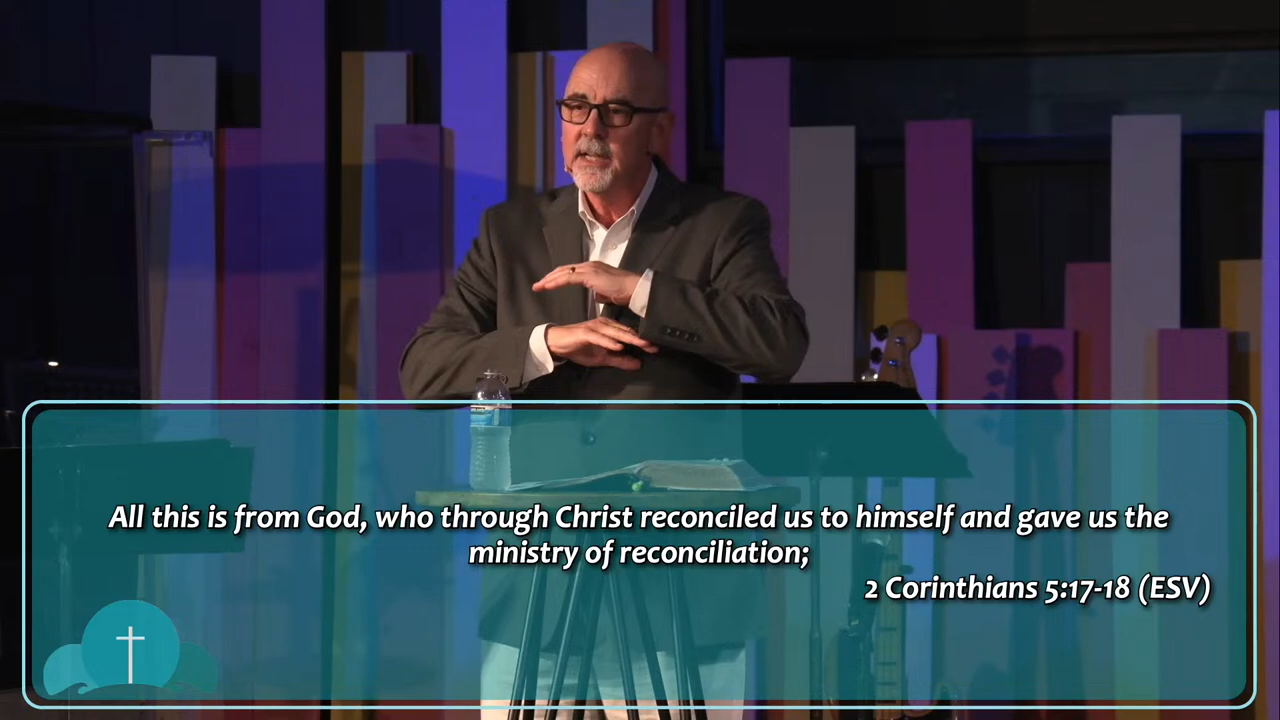 All this is from God, who through Christ reconciled us to himself and gave us the
ministry of reconciliation;
2 Corinthians 5:17-18 (ESV)